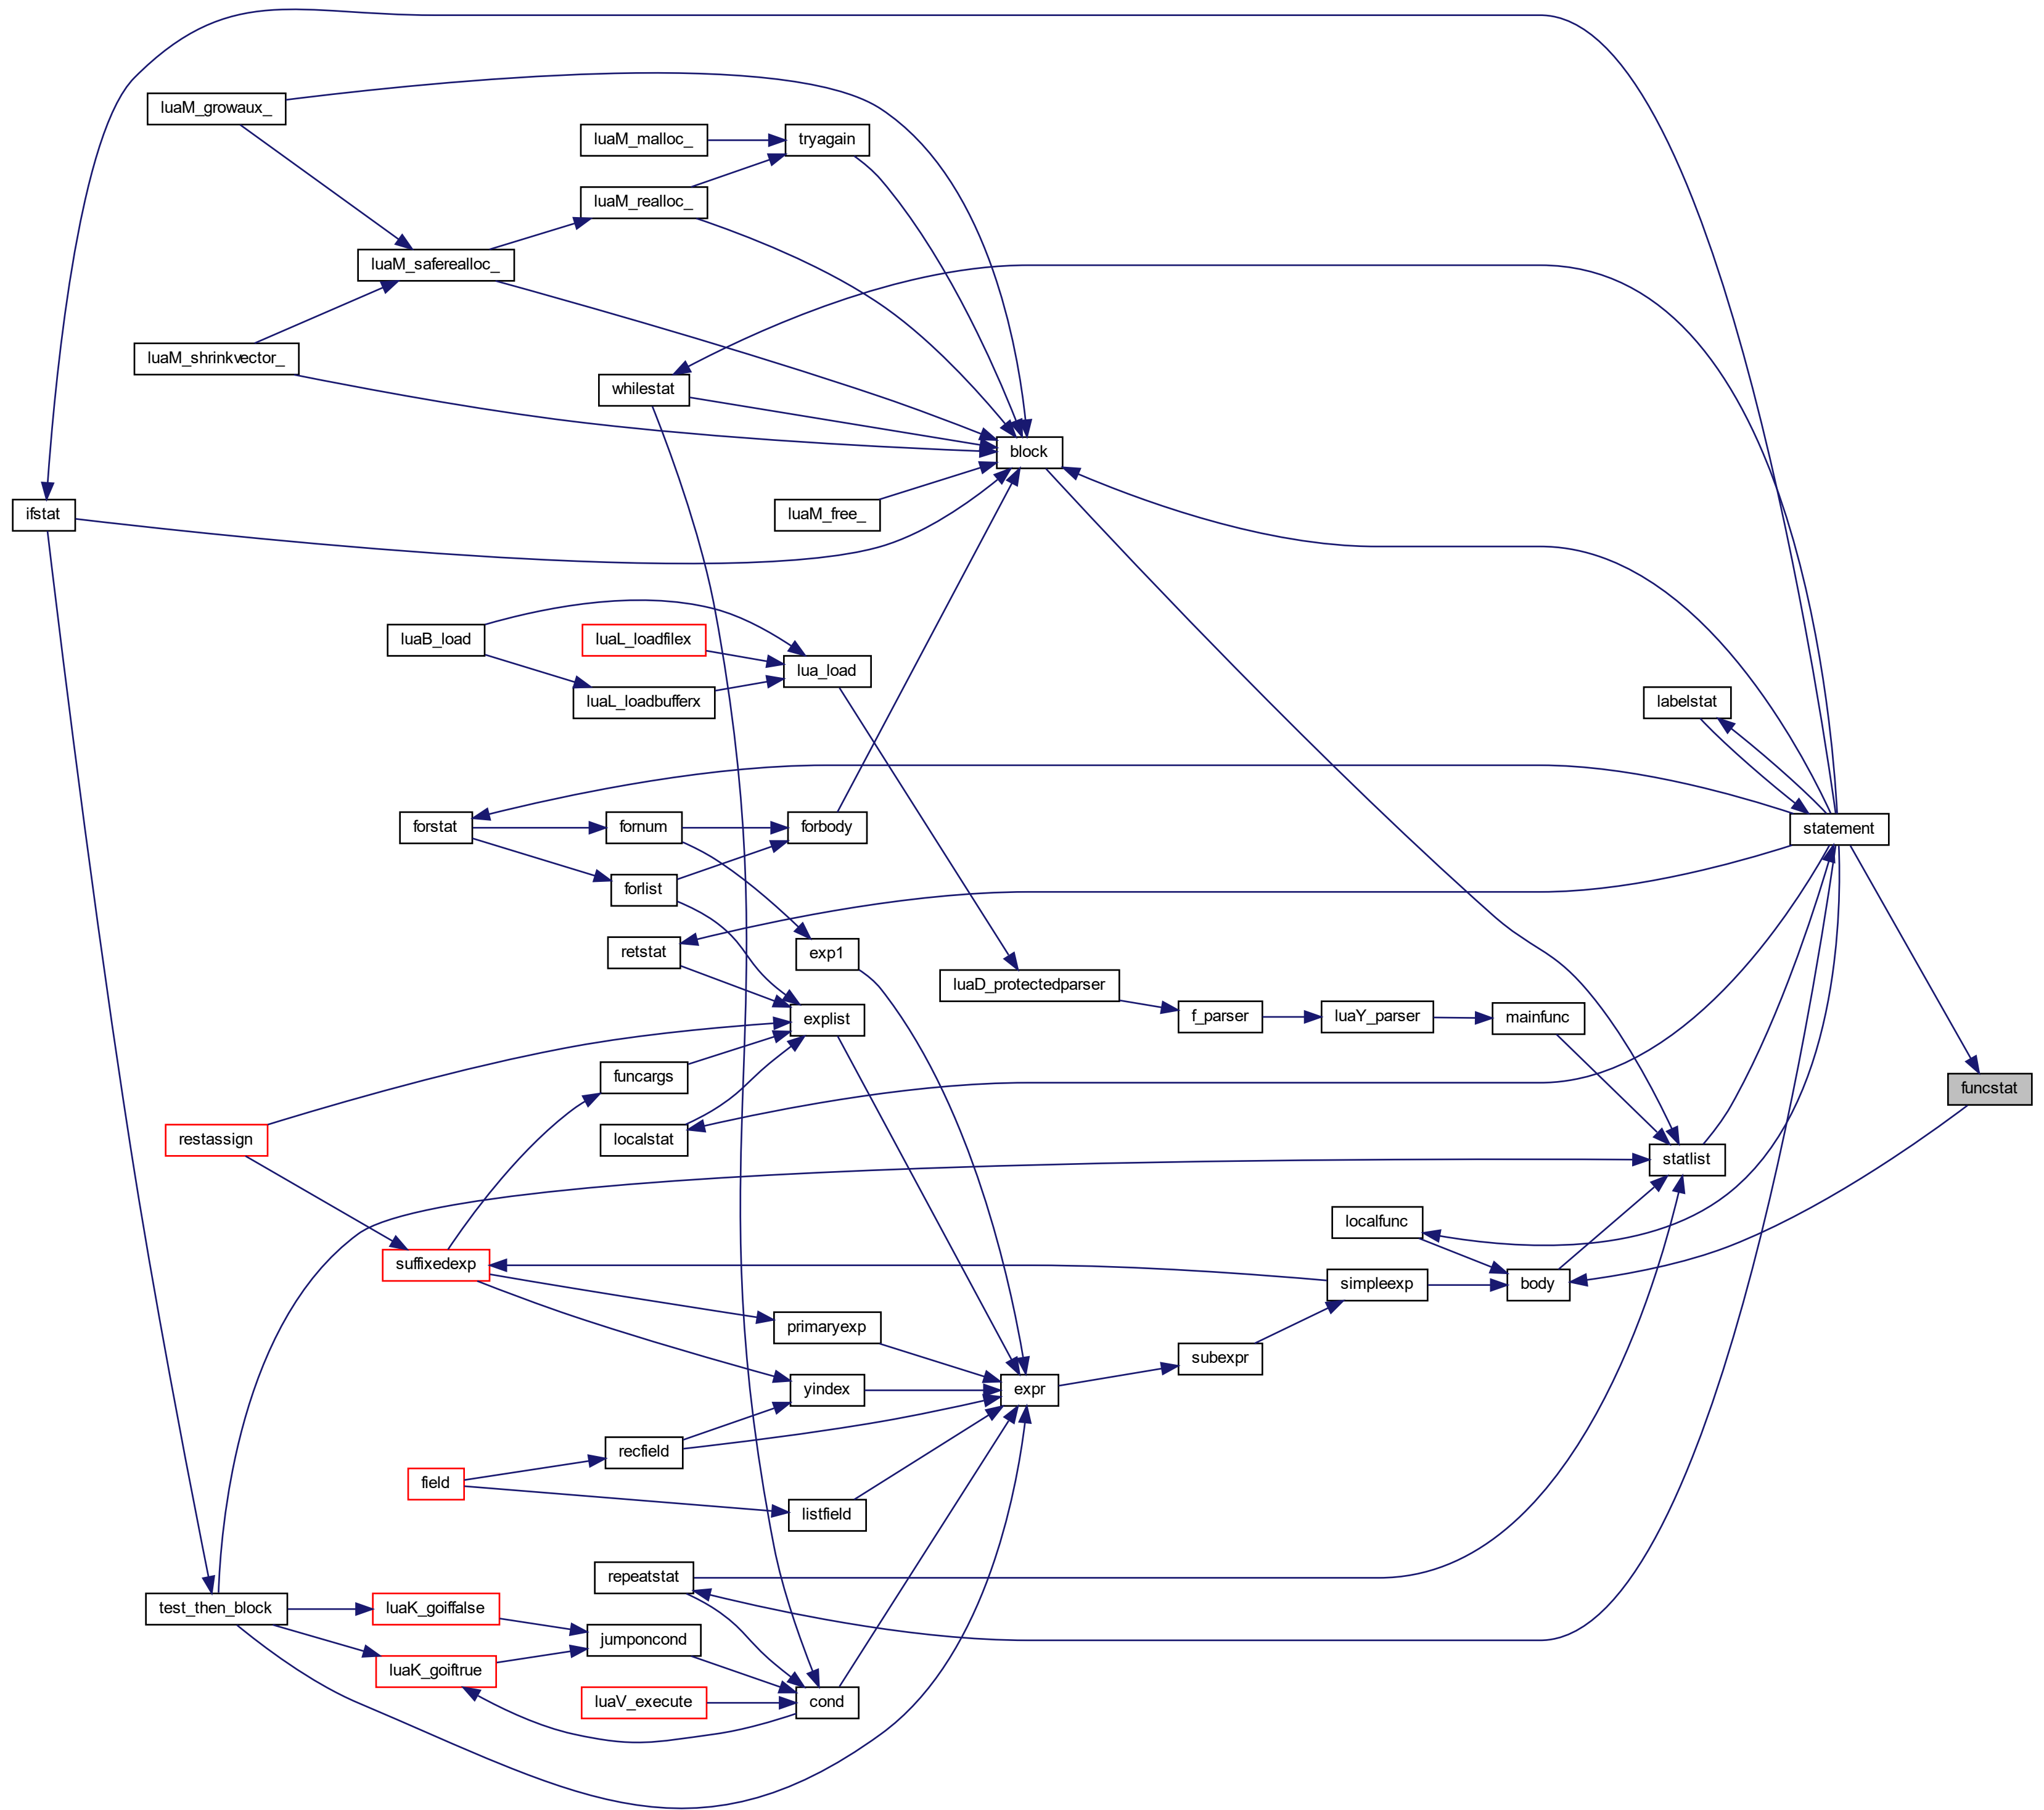 luaM_growaux_
luaM_malloc_
tryagain
luaM_realloc_
luaM_saferealloc_
luaM_shrinkvector_
whilestat
block
ifstat
luaM_free_
luaB_load
luaL_loadfilex
lua_load
luaL_loadbufferx
labelstat
forstat
fornum
forbody
statement
forlist
retstat
exp1
luaD_protectedparser
explist
f_parser
luaY_parser
mainfunc
funcargs
funcstat
restassign
localstat
statlist
localfunc
suffixedexp
simpleexp
body
primaryexp
subexpr
yindex
expr
recfield
field
listfield
repeatstat
test_then_block
luaK_goiffalse
jumponcond
luaK_goiftrue
luaV_execute
cond